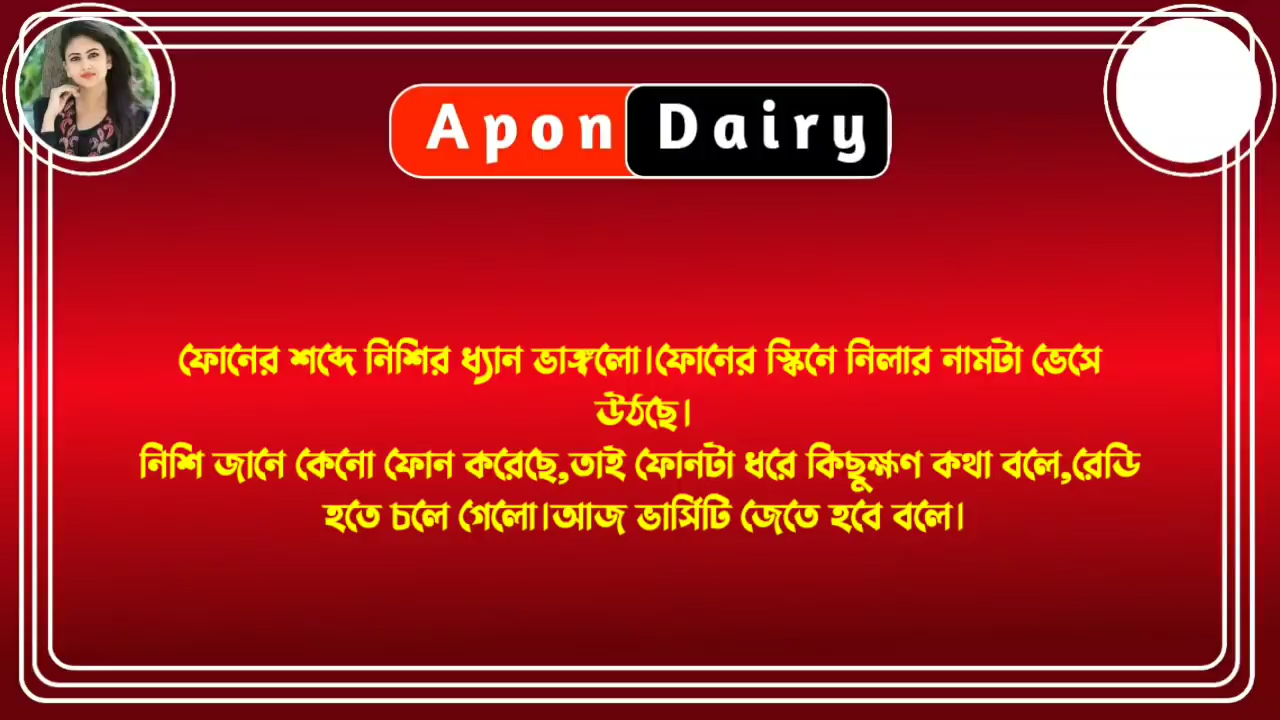 Apon Dairy
ফোনের শব্দে নিশির ধ্যান ভাঙ্গলো।ফোনের স্কিনে নিলার নামটা ভেসে
উঠছে।
নিশি জানে কেনো ফোন করেছে,তাই ফোনটা ধরে কিছুক্ষণ কথা বলে,রেডি
হতে চলে গেলো।আজ ভার্সিটি জেতে হবে বলে।